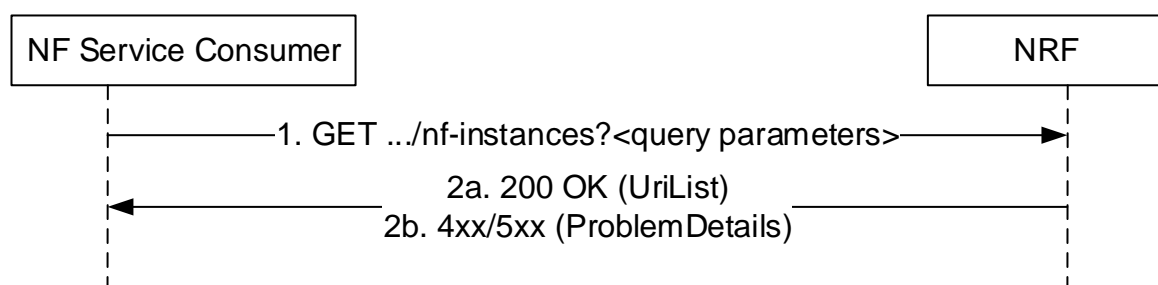 NF Service Consumer
NRF
1. GET .../nf-instances?<query parameters>
2a. 200 OK (UriList)
2b. 4xx/5xx (ProblemDetails)